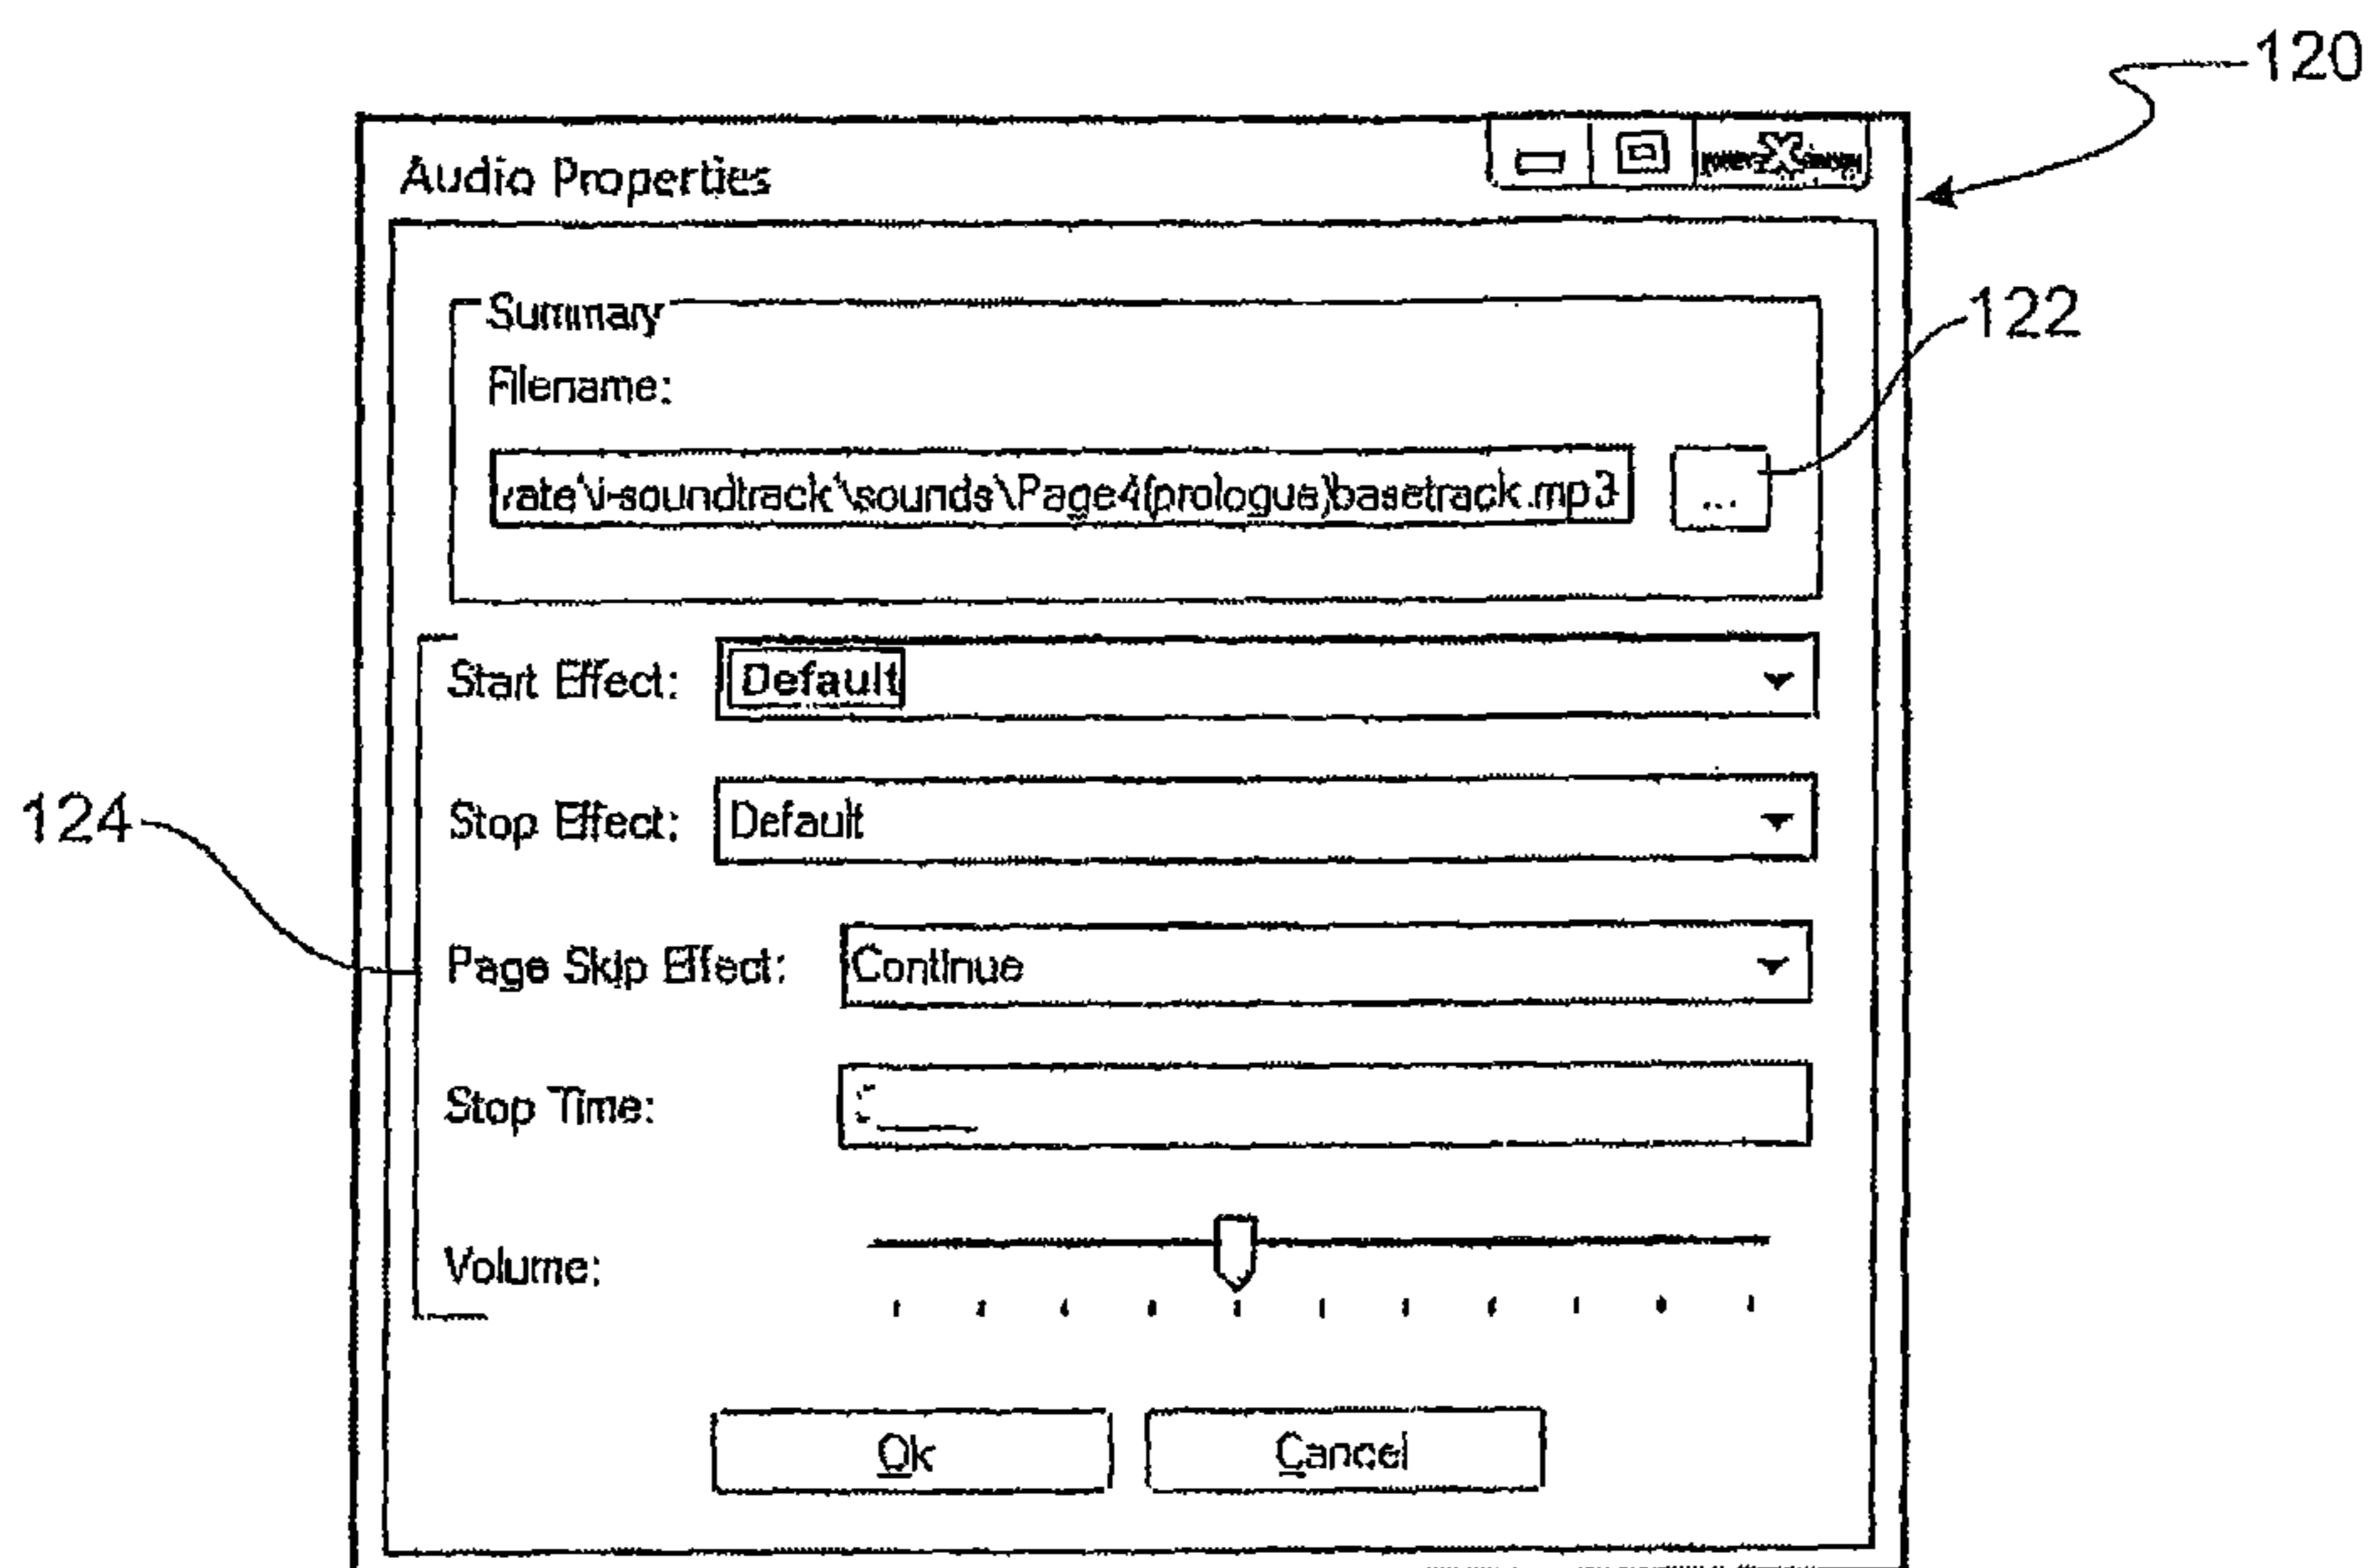 120
Audio Properties
122
Summary
Filename:
rate\i-soundtrack\sounds\Page4(prologue)basetrack.mp3 ...
Start Effect: Default
124
Stop Effect: Default
Page Skip Effect: Continue
Stop Time:
Volume:
Ok Cancel